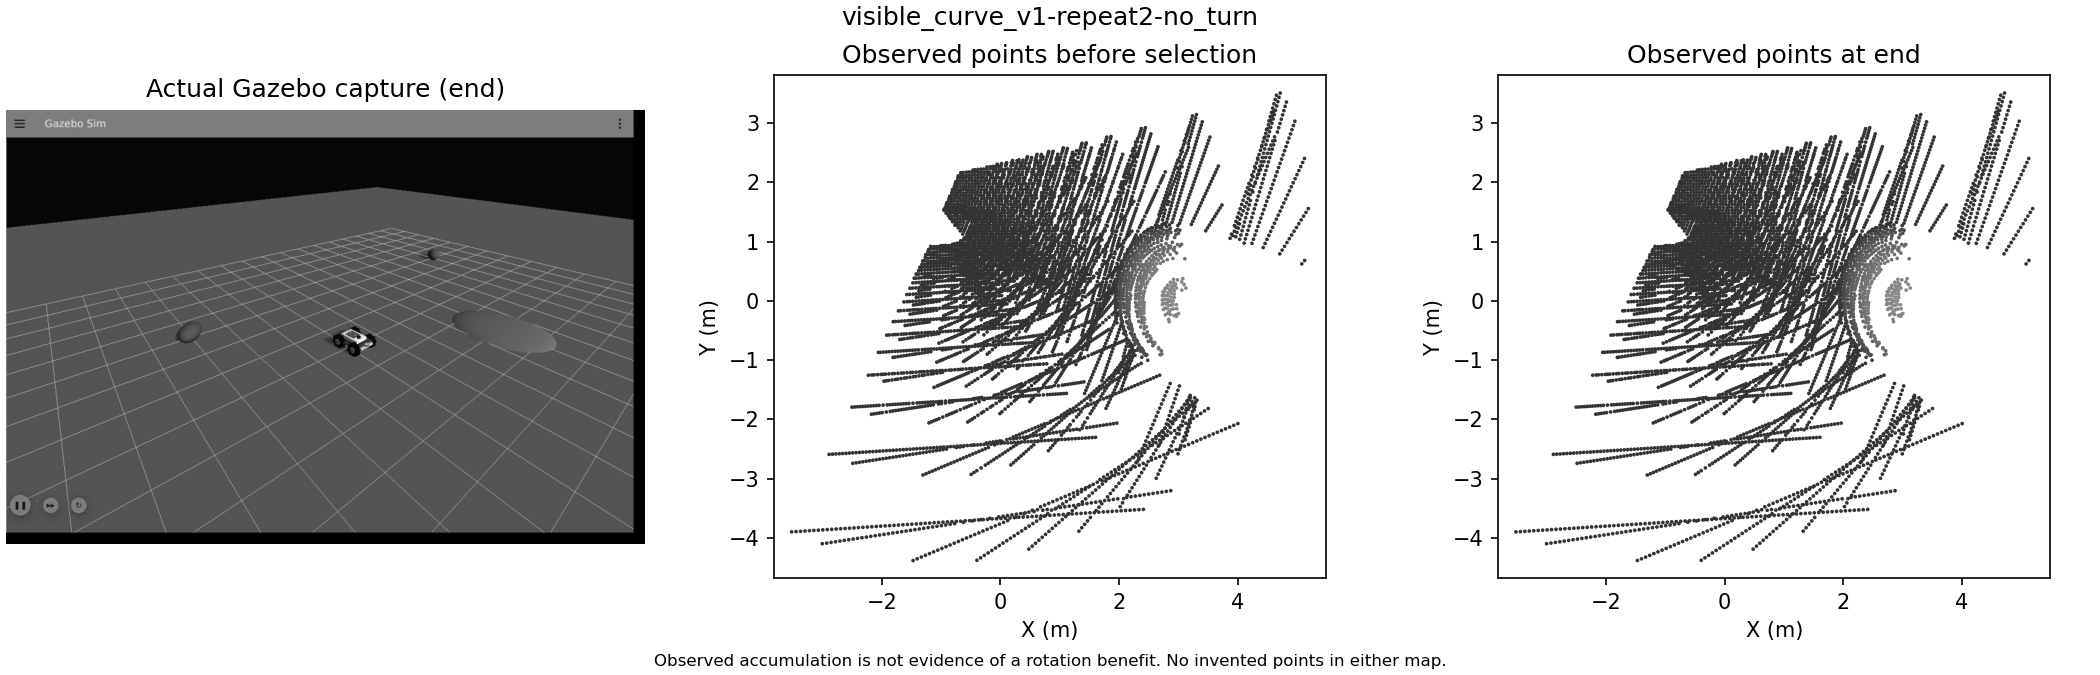 visible_curve_v1-repeat2-no_turn
Actual Gazebo capture (end)
Gazebo Sim
Observed points before selection
3
2
1
0
−1
−2
−3
−4
Y (m)
−2 0 2 4
X (m)
Observed points at end
3
2
1
0
−1
−2
−3
−4
Y (m)
−2 0 2 4
X (m)
Observed accumulation is not evidence of a rotation benefit. No invented points in either map.